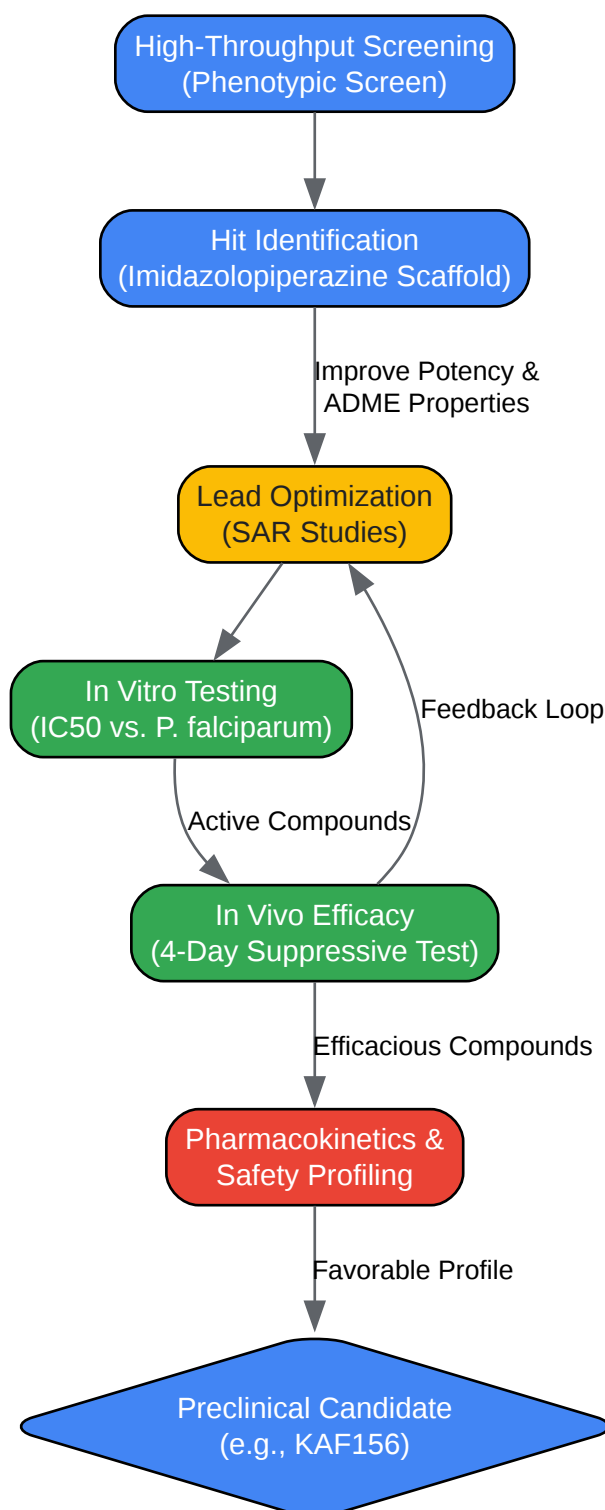 High-Throughput Screening
(Phenotypic Screen)
Hit Identification
(Imidazolopiperazine Scaffold)
Improve Potency &
ADME Properties
Lead Optimization
(SAR Studies)
In Vitro Testing
(IC50 vs. P. falciparum)
Feedback Loop
Active Compounds
In Vivo Efficacy
(4-Day Suppressive Test)
Efficacious Compounds
Pharmacokinetics &
Safety Profiling
Favorable Profile
Preclinical Candidate
(e.g., KAF156)